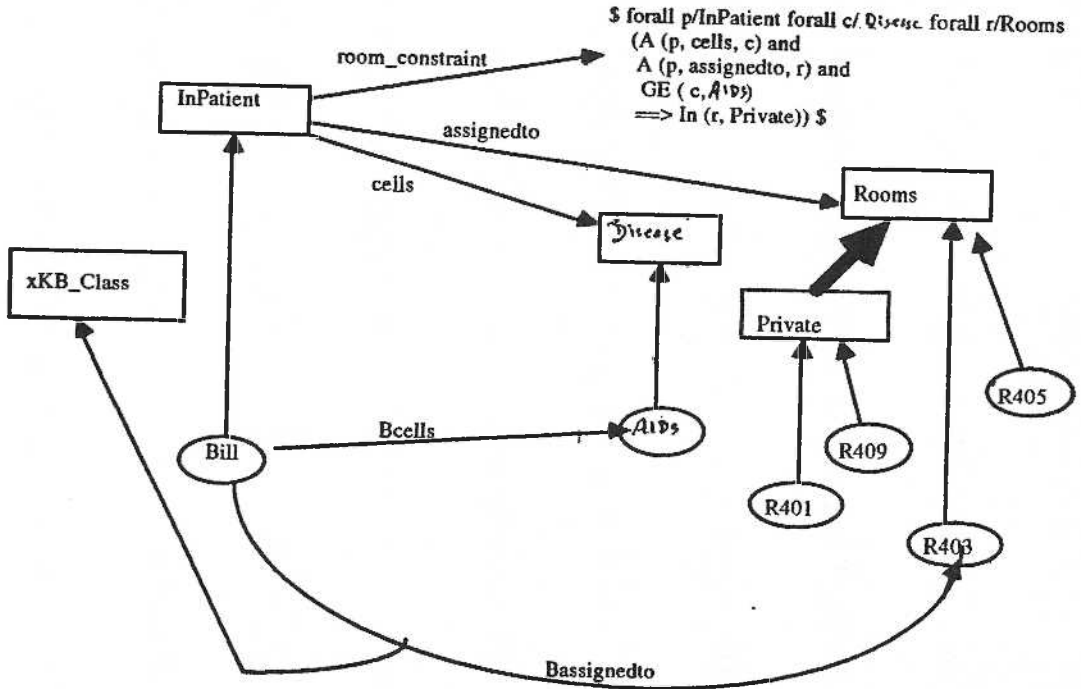 $ forall p/InPatient forall c/ Disease forall r/Rooms
(A (p, cells, c) and
A (p, assignedto, r) and
GE ( c, AIDS)
==> In (r, Private)) $
room_constraint
InPatient
assignedto
cells
Rooms
Disease
xKB_Class
Private
R405
Bcells
AIDS
Bill
R409
R401
R403
Bassignedto